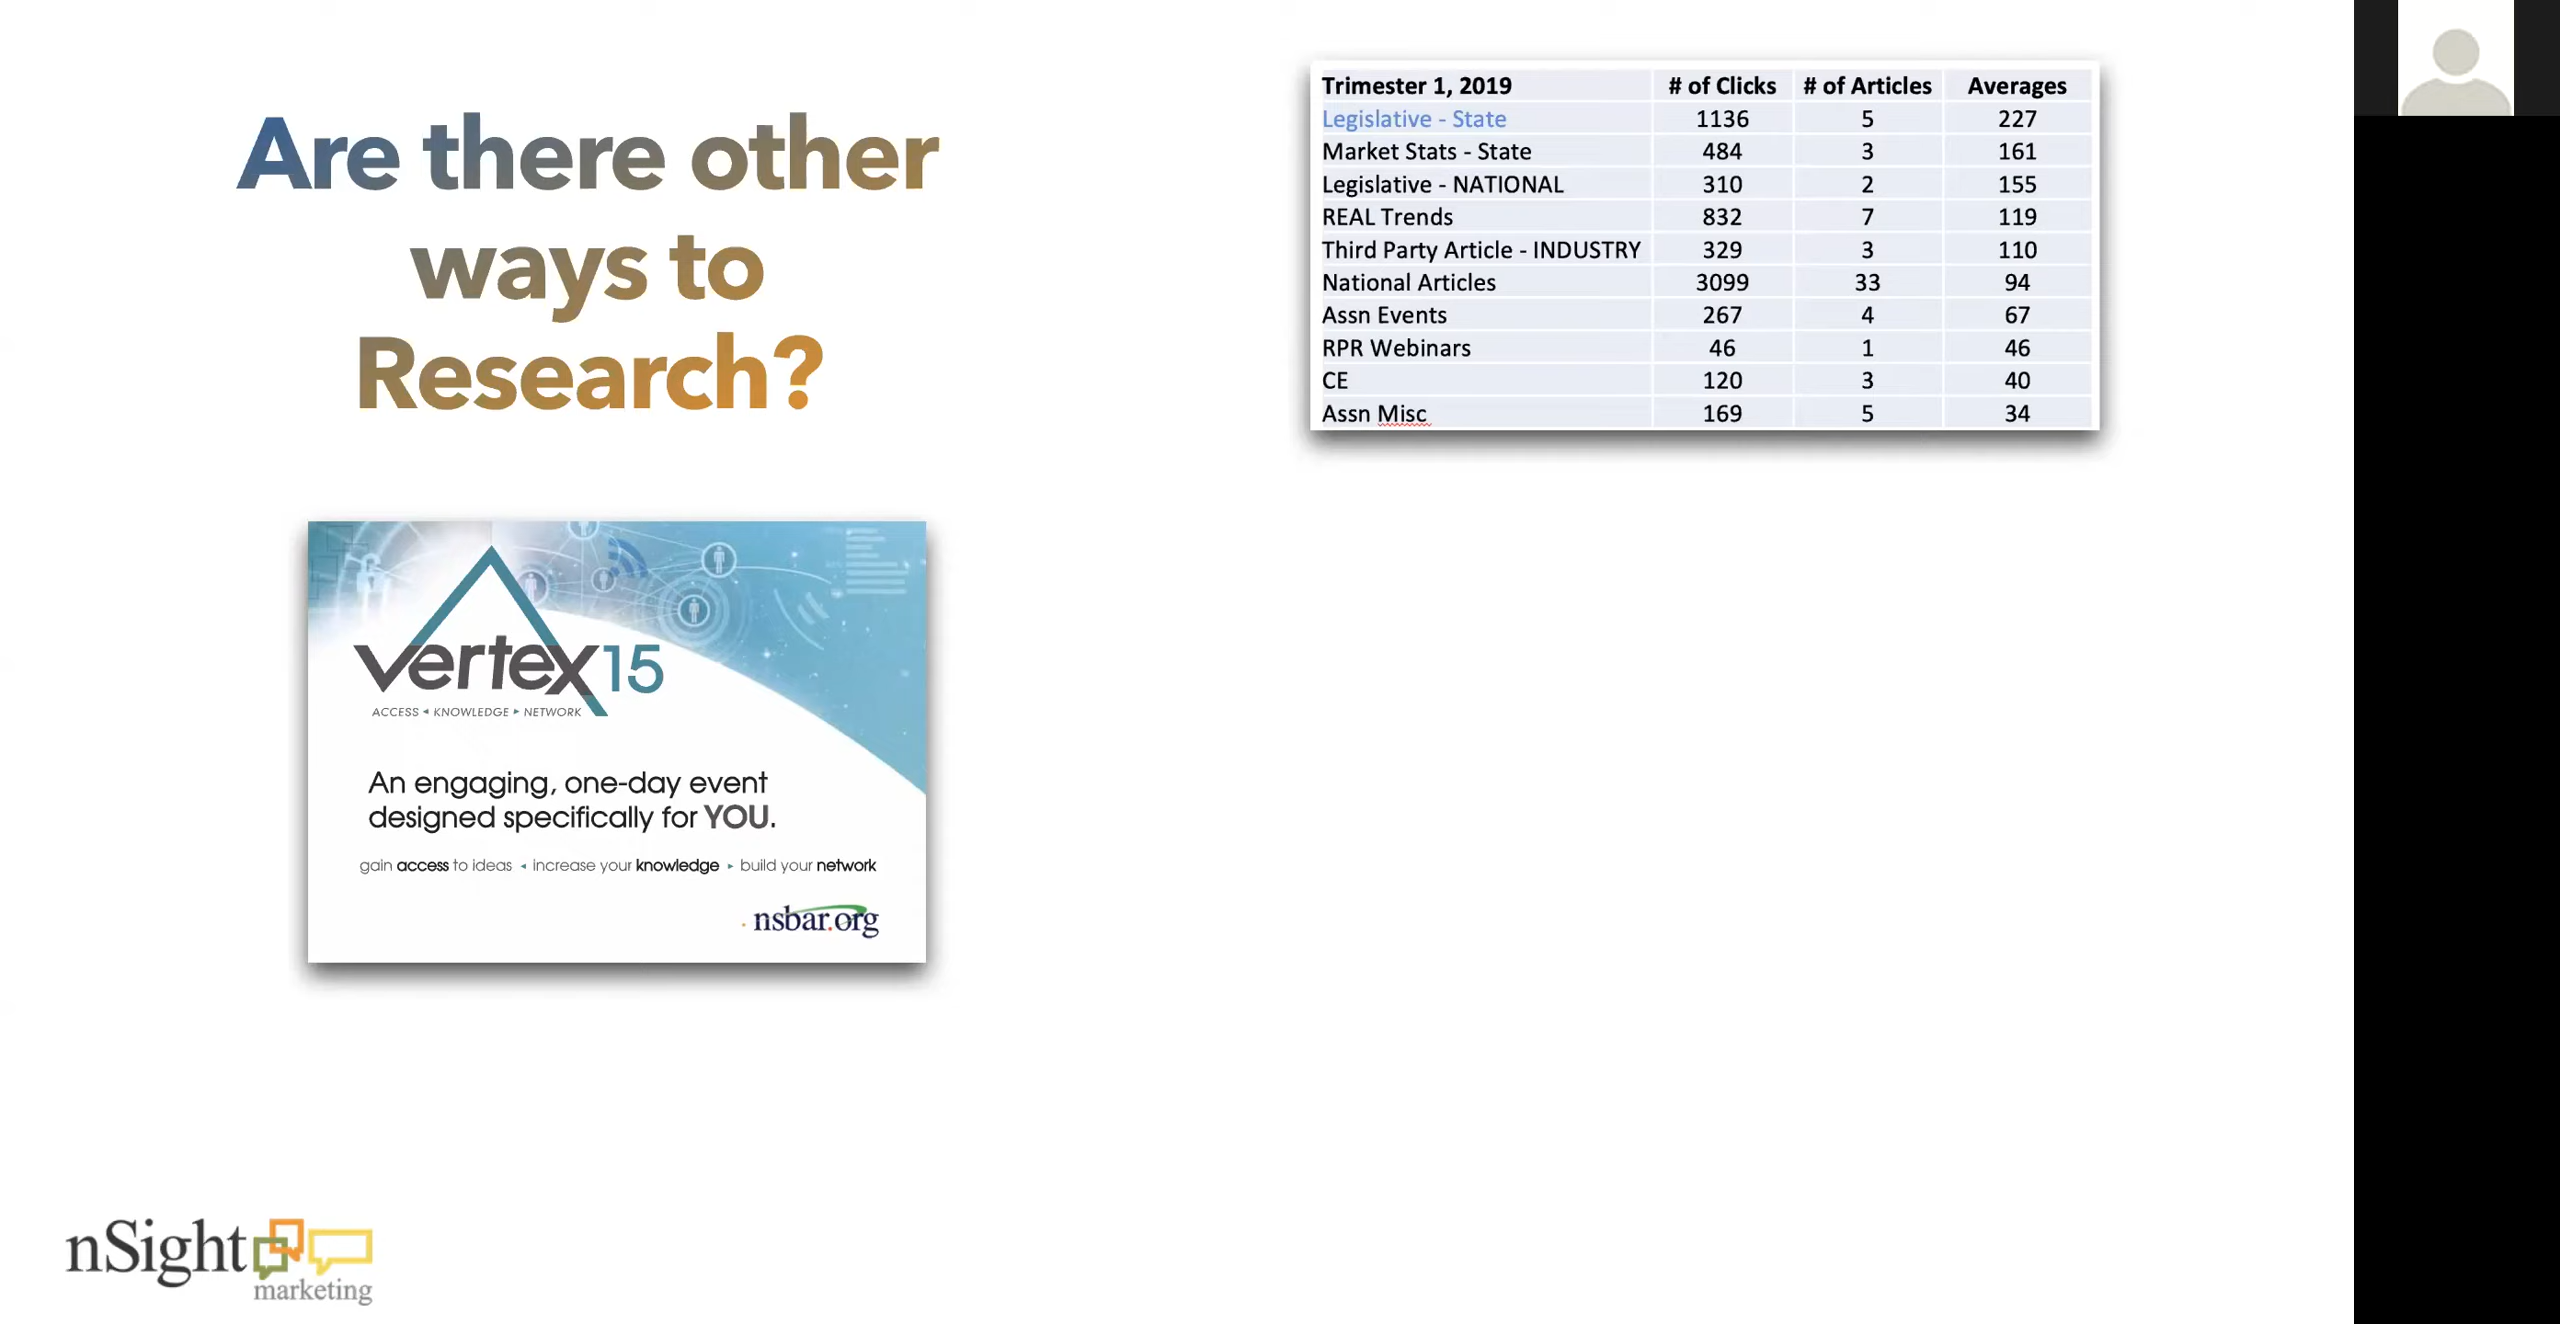 Are there other
ways to
Research?
Trimester 1, 2019 # of Clicks # of Articles Averages
Legislative - State 1136 5 227
Market Stats - State 484 3 161
Legislative - NATIONAL 310 2 155
REAL Trends 832 7 119
Third Party Article - INDUSTRY 329 3 110
National Articles 3099 33 94
Assn Events 267 4 67
RPR Webinars 46 1 46
CE 120 3 40
Assn Misc 169 5 34
vertex15
ACCESS ◂ KNOWLEDGE ▸ NETWORK
An engaging, one-day event
designed specifically for YOU.
gain access to ideas ◂ increase your knowledge ▸ build your network
nsbar.org
nSight
marketing